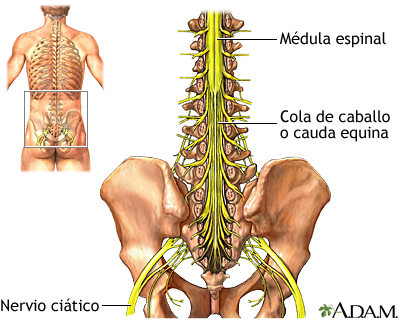 Médula espinal
Cola de caballo
o cauda equina
Nervio ciático
A.D.A.M.